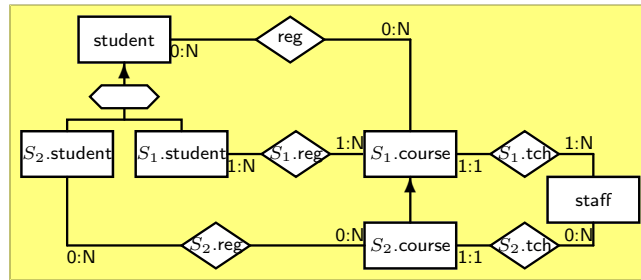 student
0:N
reg
0:N
S₂.student
S₁.student
1:N
S₁.reg
1:N
S₁.course
1:1
S₁.tch
1:N
staff
0:N
S₂.reg
0:N
S₂.course
1:1
S₂.tch
0:N